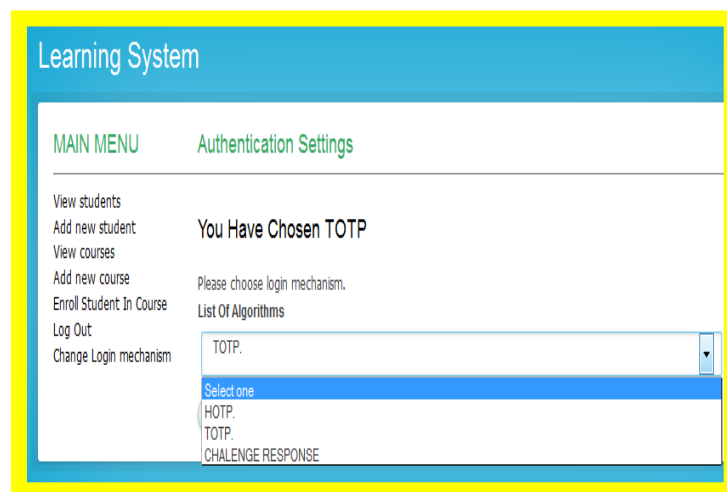 Learning System
MAIN MENU
View students
Add new student
View courses
Add new course
Enroll Student In Course
Log Out
Change Login mechanism
Authentication Settings
You Have Chosen TOTP
Please choose login mechanism.
List Of Algorithms
TOTP.
Select one
HOTP.
TOTP.
CHALENGE RESPONSE